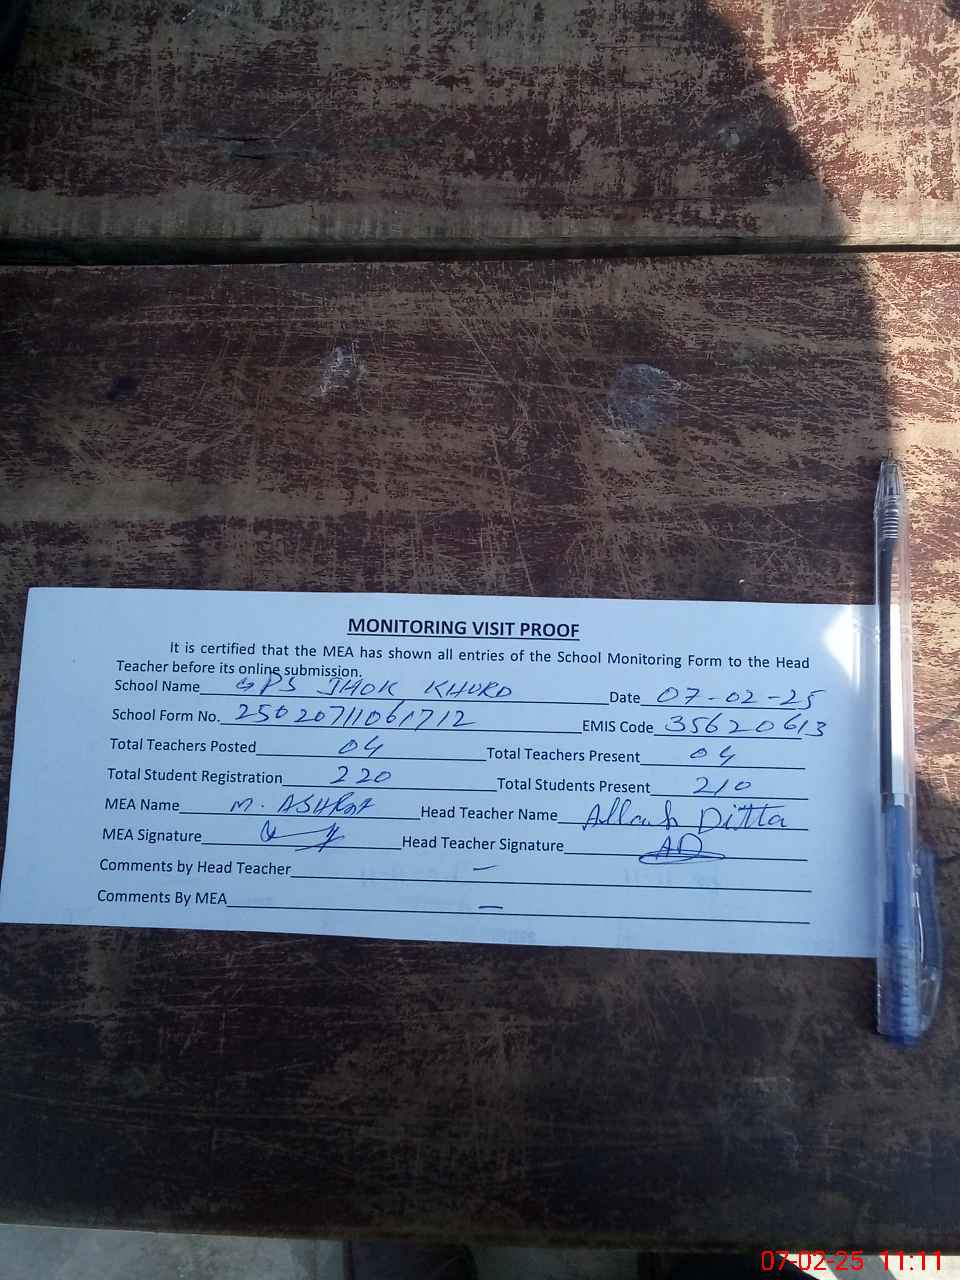 MONITORING VISIT PROOF
It is certified that the MEA has shown all entries of the School Monitoring Form to the Head
Teacher before its online submission.
School Name GPS JHOK KHURD Date 07-02-25
School Form No. 25020711061712 EMIS Code 35620613
Total Teachers Posted 04 Total Teachers Present 04
Total Student Registration 220 Total Students Present 210
MEA Name M. ASHRAF Head Teacher Name Allah Ditta
MEA Signature Head Teacher Signature AD
Comments by Head Teacher —
Comments By MEA —
07-02-25 11:11